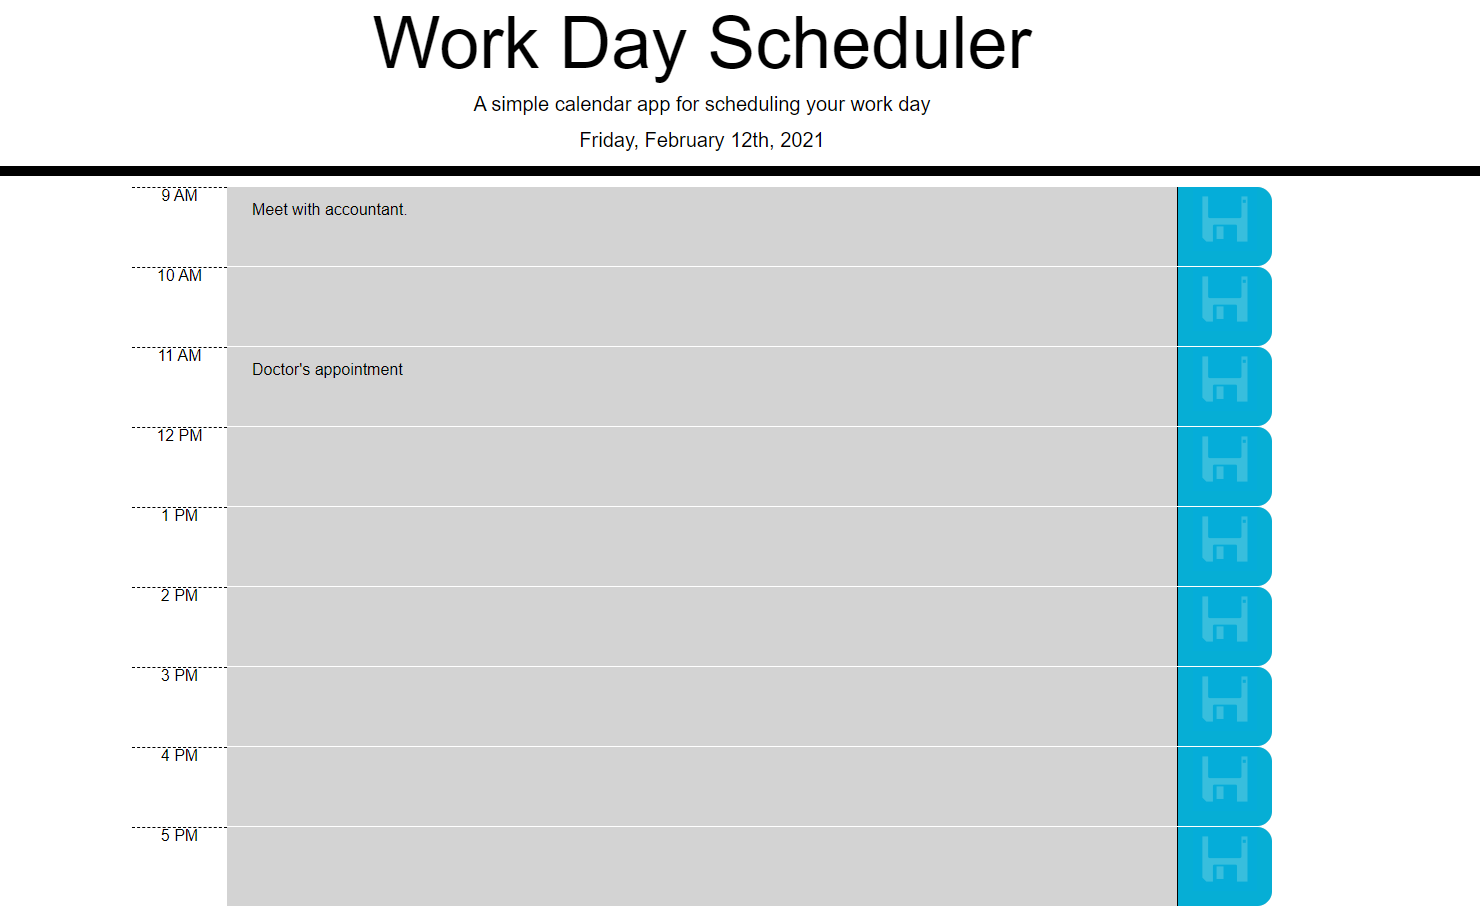 Work Day Scheduler
A simple calendar app for scheduling your work day
Friday, February 12th, 2021
9 AM
Meet with accountant.
10 AM
11 AM
Doctor's appointment
12 PM
1 PM
2 PM
3 PM
4 PM
5 PM